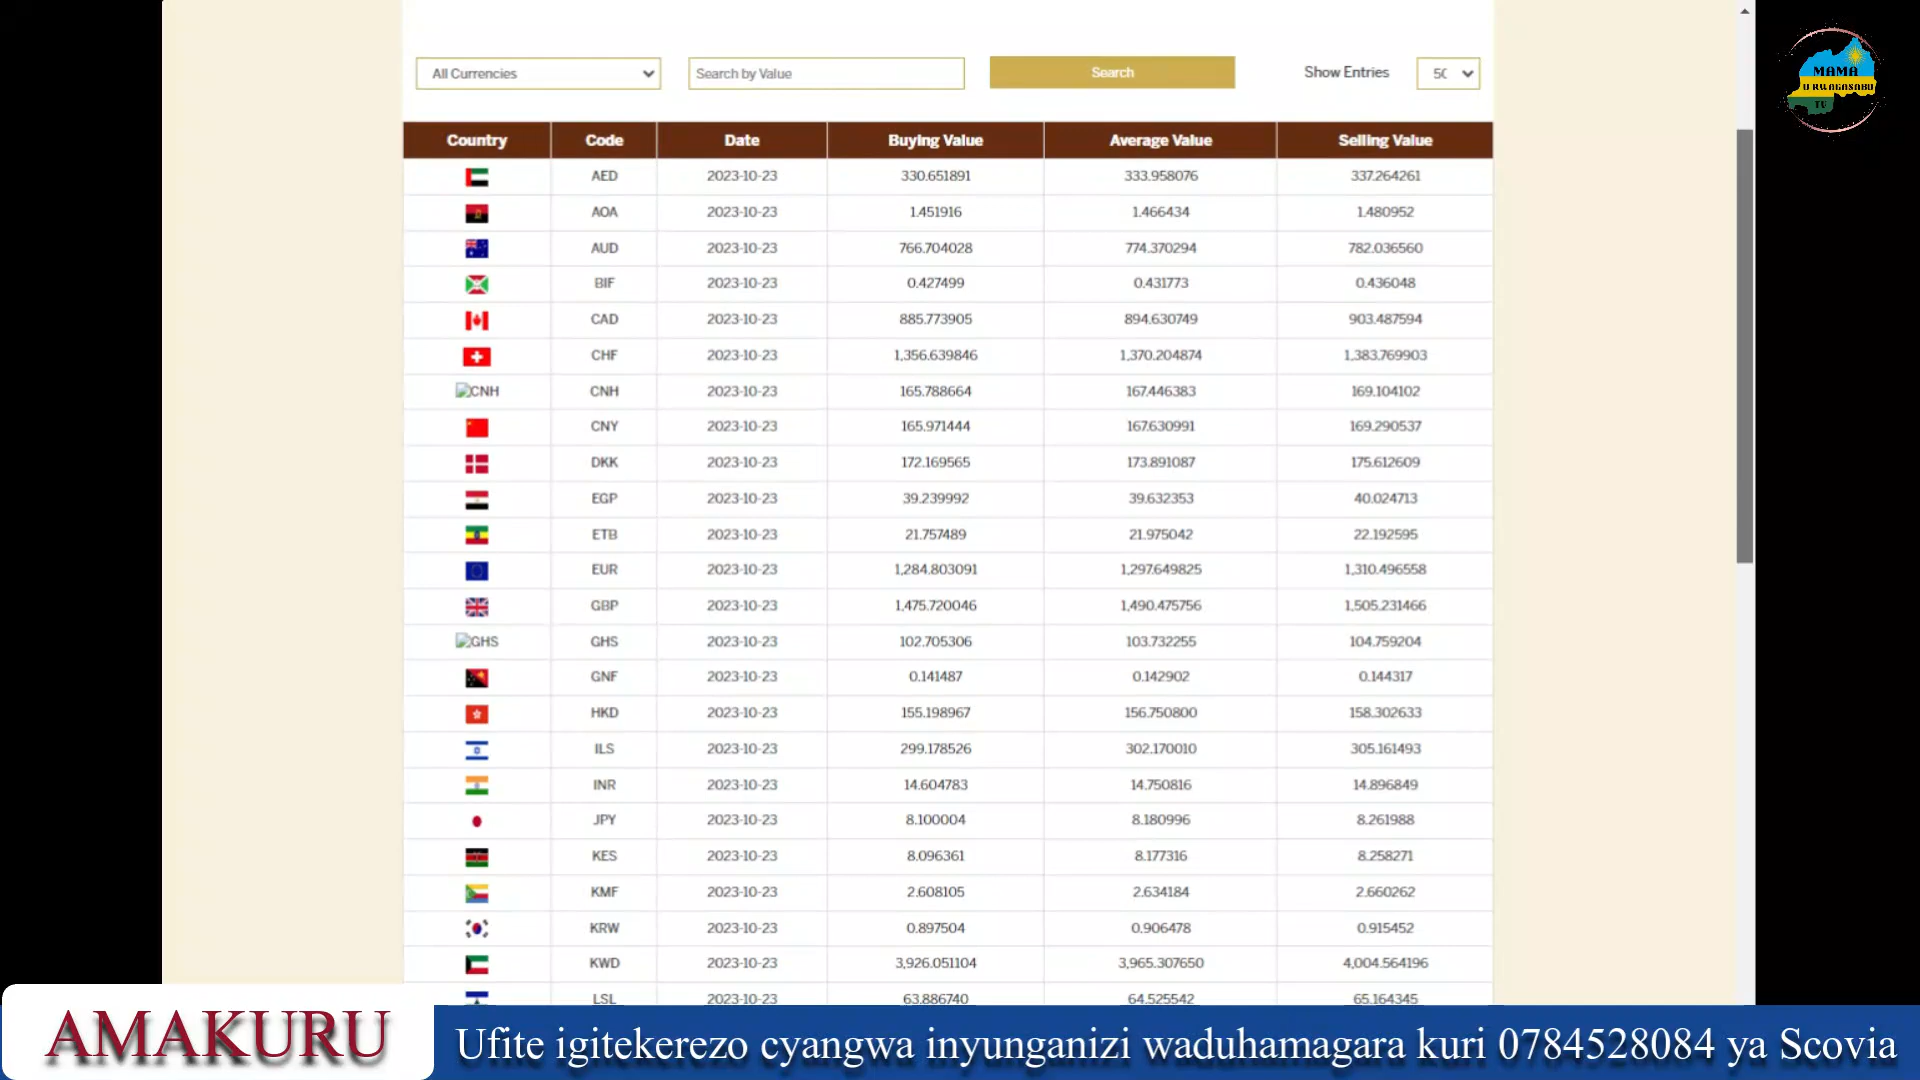 All Currencies Search by Value Search Show Entries 50
MAMA
U RWAGASABO
TV
Country Code Date Buying Value Average Value Selling Value
AED 2023-10-23 330.651891 333.958076 337.264261
AOA 2023-10-23 1.451916 1.466434 1.480952
AUD 2023-10-23 766.704028 774.370294 782.036560
BIF 2023-10-23 0.427499 0.431773 0.436048
CAD 2023-10-23 885.773905 894.630749 903.487594
CHF 2023-10-23 1,356.639846 1,370.204874 1,383.769903
CNH CNH 2023-10-23 165.788664 167.446383 169.104102
CNY 2023-10-23 165.971444 167.630991 169.290537
DKK 2023-10-23 172.169565 173.891087 175.612609
EGP 2023-10-23 39.239992 39.632353 40.024713
ETB 2023-10-23 21.757489 21.975042 22.192595
EUR 2023-10-23 1,284.803091 1,297.649825 1,310.496558
GBP 2023-10-23 1,475.720046 1,490.475756 1,505.231466
GHS GHS 2023-10-23 102.705306 103.732255 104.759204
GNF 2023-10-23 0.141487 0.142902 0.144317
HKD 2023-10-23 155.198967 156.750800 158.302633
ILS 2023-10-23 299.178526 302.170010 305.161493
INR 2023-10-23 14.604783 14.750816 14.896849
JPY 2023-10-23 8.100004 8.180996 8.261988
KES 2023-10-23 8.096361 8.177316 8.258271
KMF 2023-10-23 2.608105 2.634184 2.660262
KRW 2023-10-23 0.897504 0.906478 0.915452
KWD 2023-10-23 3,926.051104 3,965.307650 4,004.564196
LSL 2023-10-23 63.886740 64.525542 65.164345
AMAKURU Ufite igitekerezo cyangwa inyunganizi waduhamagara kuri 0784528084 ya Scovia